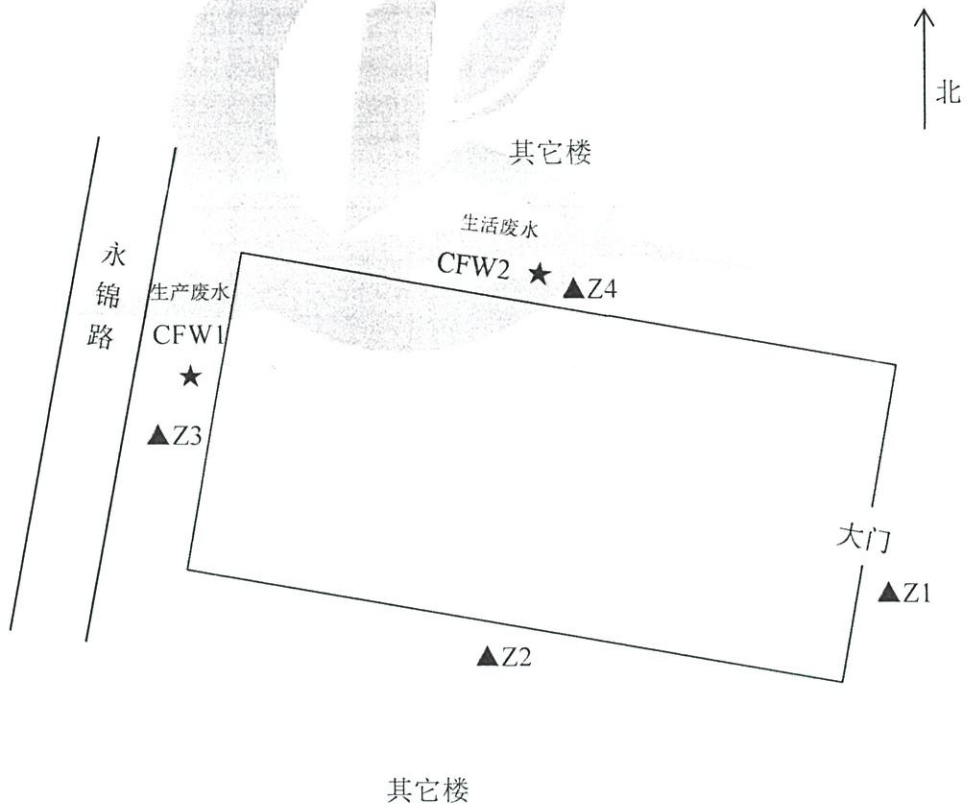 北
其它楼
生活废水
CFW2 ★ ▲Z4
永锦路
生产废水
CFW1
★
▲Z3
大门
▲Z1
▲Z2
其它楼